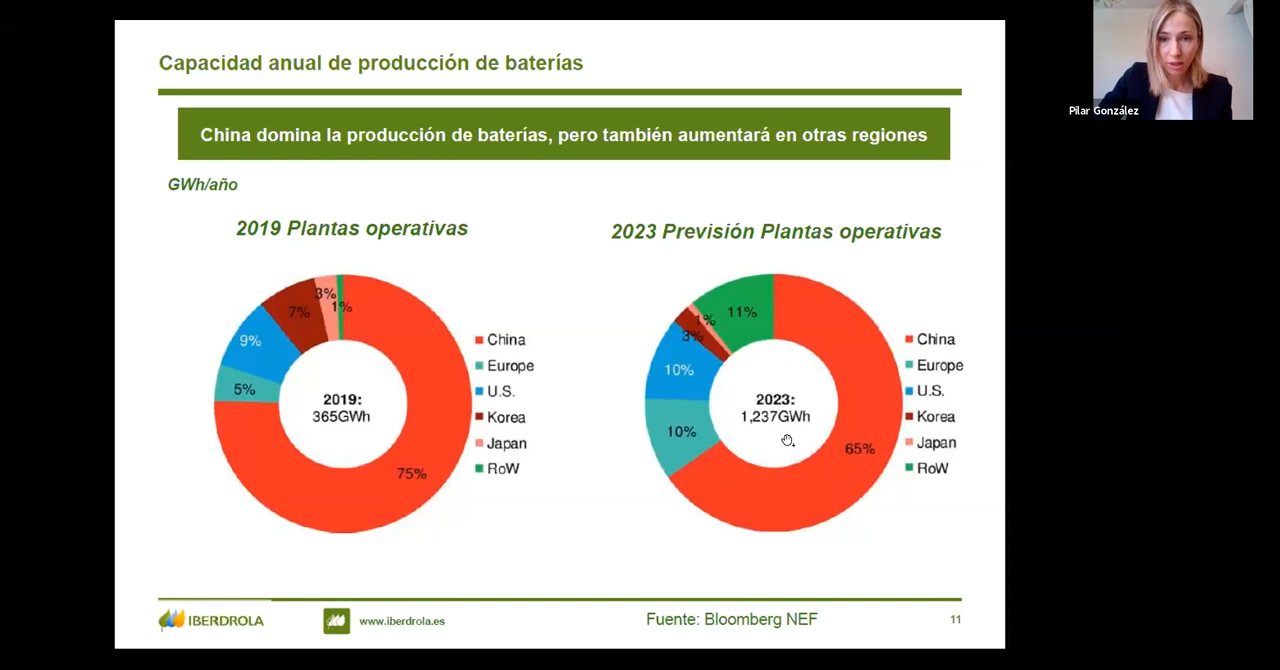 Capacidad anual de producción de baterías
China domina la producción de baterías, pero también aumentará en otras regiones
GWh/año
2019 Plantas operativas
3%
1%
7%
9%
5%
75%
2019:
365GWh
China
Europe
U.S.
Korea
Japan
RoW
2023 Previsión Plantas operativas
11%
1%
3%
10%
10%
65%
2023:
1,237GWh
China
Europe
U.S.
Korea
Japan
RoW
IBERDROLA
www.iberdrola.es
Fuente: Bloomberg NEF
11
Pilar González